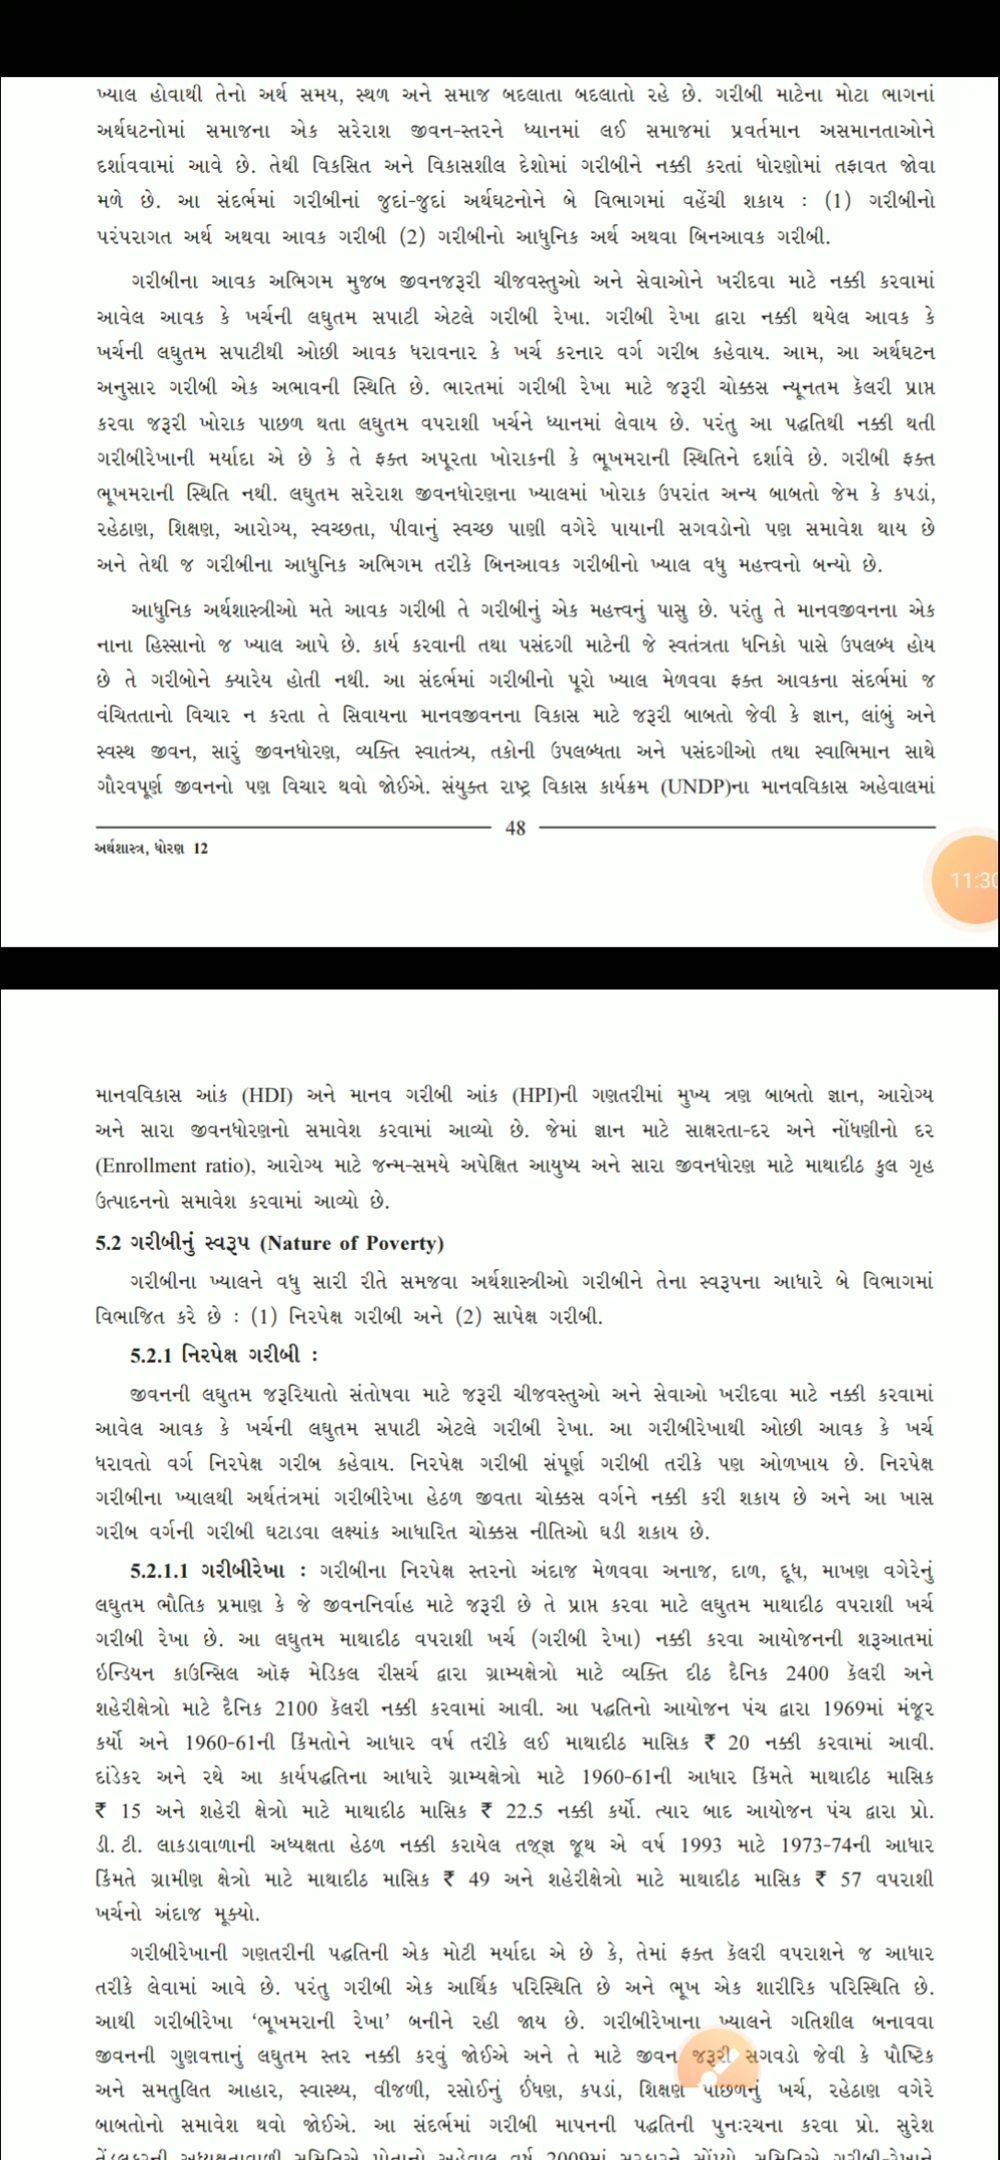 ખ્યાલ હોવાથી તેનો અર્થ સમય, સ્થળ અને સમાજ બદલાતા બદલાતો રહે છે. ગરીબી માટેના મોટા ભાગનાં
અર્થઘટનોમાં સમાજના એક સરેરાશ જીવન-સ્તરને ધ્યાનમાં લઈ સમાજમાં પ્રવર્તમાન અસમાનતાઓને
દર્શાવવામાં આવે છે. તેથી વિકસિત અને વિકાસશીલ દેશોમાં ગરીબીને નક્કી કરતાં ધોરણોમાં તફાવત જોવા
મળે છે. આ સંદર્ભમાં ગરીબીનાં જુદાં-જુદાં અર્થઘટનોને બે વિભાગમાં વહેંચી શકાય : (1) ગરીબીનો
પરંપરાગત અર્થ અથવા આવક ગરીબી (2) ગરીબીનો આધુનિક અર્થ અથવા બિનઆવક ગરીબી.
ગરીબીના આવક અભિગમ મુજબ જીવનજરૂરી ચીજવસ્તુઓ અને સેવાઓને ખરીદવા માટે નક્કી કરવામાં
આવેલ આવક કે ખર્ચની લઘુતમ સપાટી એટલે ગરીબી રેખા. ગરીબી રેખા દ્વારા નક્કી થયેલ આવક કે
ખર્ચની લઘુતમ સપાટીથી ઓછી આવક ધરાવનાર કે ખર્ચ કરનાર વર્ગ ગરીબ કહેવાય. આમ, આ અર્થઘટન
અનુસાર ગરીબી એક અભાવની સ્થિતિ છે. ભારતમાં ગરીબી રેખા માટે જરૂરી ચોક્કસ ન્યૂનતમ કૅલરી પ્રાપ્ત
કરવા જરૂરી ખોરાક પાછળ થતા લઘુતમ વપરાશી ખર્ચને ધ્યાનમાં લેવાય છે. પરંતુ આ પદ્ધતિથી નક્કી થતી
ગરીબીરેખાની મર્યાદા એ છે કે તે ફક્ત અપૂરતા ખોરાકની કે ભૂખમરાની સ્થિતિને દર્શાવે છે. ગરીબી ફક્ત
ભૂખમરાની સ્થિતિ નથી. લઘુતમ સરેરાશ જીવનધોરણના ખ્યાલમાં ખોરાક ઉપરાંત અન્ય બાબતો જેમ કે કપડાં,
રહેઠાણ, શિક્ષણ, આરોગ્ય, સ્વચ્છતા, પીવાનું સ્વચ્છ પાણી વગેરે પાયાની સગવડોનો પણ સમાવેશ થાય છે
અને તેથી જ ગરીબીના આધુનિક અભિગમ તરીકે બિનઆવક ગરીબીનો ખ્યાલ વધુ મહત્ત્વનો બન્યો છે.
આધુનિક અર્થશાસ્ત્રીઓ મતે આવક ગરીબી તે ગરીબીનું એક મહત્ત્વનું પાસુ છે. પરંતુ તે માનવજીવનના એક
નાના હિસ્સાનો જ ખ્યાલ આપે છે. કાર્ય કરવાની તથા પસંદગી માટેની જે સ્વતંત્રતા ધનિકો પાસે ઉપલબ્ધ હોય
છે તે ગરીબોને ક્યારેય હોતી નથી. આ સંદર્ભમાં ગરીબીનો પૂરો ખ્યાલ મેળવવા ફક્ત આવકના સંદર્ભમાં જ
વંચિતતાનો વિચાર ન કરતા તે સિવાયના માનવજીવનના વિકાસ માટે જરૂરી બાબતો જેવી કે જ્ઞાન, લાંબું અને
સ્વસ્થ જીવન, સારું જીવનધોરણ, વ્યક્તિ સ્વાતંત્ર્ય, તકોની ઉપલબ્ધતા અને પસંદગીઓ તથા સ્વાભિમાન સાથે
ગૌરવપૂર્ણ જીવનનો પણ વિચાર થવો જોઈએ. સંયુક્ત રાષ્ટ્ર વિકાસ કાર્યક્રમ (UNDP)ના માનવવિકાસ અહેવાલમાં
48
અર્થશાસ્ત્ર, ધોરણ 12
11:30
માનવવિકાસ આંક (HDI) અને માનવ ગરીબી આંક (HPI)ની ગણતરીમાં મુખ્ય ત્રણ બાબતો જ્ઞાન, આરોગ્ય
અને સારા જીવનધોરણનો સમાવેશ કરવામાં આવ્યો છે. જેમાં જ્ઞાન માટે સાક્ષરતા-દર અને નોંધણીનો દર
(Enrollment ratio), આરોગ્ય માટે જન્મ-સમયે અપેક્ષિત આયુષ્ય અને સારા જીવનધોરણ માટે માથાદીઠ કુલ ગૃહ
ઉત્પાદનનો સમાવેશ કરવામાં આવ્યો છે.
5.2 ગરીબીનું સ્વરૂપ (Nature of Poverty)
ગરીબીના ખ્યાલને વધુ સારી રીતે સમજવા અર્થશાસ્ત્રીઓ ગરીબીને તેના સ્વરૂપના આધારે બે વિભાગમાં
વિભાજિત કરે છે : (1) નિરપેક્ષ ગરીબી અને (2) સાપેક્ષ ગરીબી.
5.2.1 નિરપેક્ષ ગરીબી :
જીવનની લઘુતમ જરૂરિયાતો સંતોષવા માટે જરૂરી ચીજવસ્તુઓ અને સેવાઓ ખરીદવા માટે નક્કી કરવામાં
આવેલ આવક કે ખર્ચની લઘુતમ સપાટી એટલે ગરીબી રેખા. આ ગરીબીરેખાથી ઓછી આવક કે ખર્ચ
ધરાવતો વર્ગ નિરપેક્ષ ગરીબ કહેવાય. નિરપેક્ષ ગરીબી સંપૂર્ણ ગરીબી તરીકે પણ ઓળખાય છે. નિરપેક્ષ
ગરીબીના ખ્યાલથી અર્થતંત્રમાં ગરીબીરેખા હેઠળ જીવતા ચોક્કસ વર્ગને નક્કી કરી શકાય છે અને આ ખાસ
ગરીબ વર્ગની ગરીબી ઘટાડવા લક્ષ્યાંક આધારિત ચોક્કસ નીતિઓ ઘડી શકાય છે.
5.2.1.1 ગરીબીરેખા : ગરીબીના નિરપેક્ષ સ્તરનો અંદાજ મેળવવા અનાજ, દાળ, દૂધ, માખણ વગેરેનું
લઘુતમ ભૌતિક પ્રમાણ કે જે જીવનનિર્વાહ માટે જરૂરી છે તે પ્રાપ્ત કરવા માટે લઘુતમ માથાદીઠ વપરાશી ખર્ચ
ગરીબી રેખા છે. આ લઘુતમ માથાદીઠ વપરાશી ખર્ચ (ગરીબી રેખા) નક્કી કરવા આયોજનની શરૂઆતમાં
ઇન્ડિયન કાઉન્સિલ ઑફ મેડિકલ રીસર્ચ દ્વારા ગ્રામ્યક્ષેત્રો માટે વ્યક્તિ દીઠ દૈનિક 2400 કૅલરી અને
શહેરીક્ષેત્રો માટે દૈનિક 2100 કૅલરી નક્કી કરવામાં આવી. આ પદ્ધતિનો આયોજન પંચ દ્વારા 1969માં મંજૂર
કર્યો અને 1960-61ની કિંમતોને આધાર વર્ષ તરીકે લઈ માથાદીઠ માસિક ₹ 20 નક્કી કરવામાં આવી.
દાંડેકર અને રથે આ કાર્યપદ્ધતિના આધારે ગ્રામ્યક્ષેત્રો માટે 1960-61ની આધાર કિંમતે માથાદીઠ માસિક
₹ 15 અને શહેરી ક્ષેત્રો માટે માથાદીઠ માસિક ₹ 22.5 નક્કી કર્યો. ત્યાર બાદ આયોજન પંચ દ્વારા પ્રો.
ડી. ટી. લાકડાવાળાની અધ્યક્ષતા હેઠળ નક્કી કરાયેલ તજ્જ્ઞ જૂથ એ વર્ષ 1993 માટે 1973-74ની આધાર
કિંમતે ગ્રામીણ ક્ષેત્રો માટે માથાદીઠ માસિક ₹ 49 અને શહેરીક્ષેત્રો માટે માથાદીઠ માસિક ₹ 57 વપરાશી
ખર્ચનો અંદાજ મૂક્યો.
ગરીબીરેખાની ગણતરીની પદ્ધતિની એક મોટી મર્યાદા એ છે કે, તેમાં ફક્ત કૅલરી વપરાશને જ આધાર
તરીકે લેવામાં આવે છે. પરંતુ ગરીબી એક આર્થિક પરિસ્થિતિ છે અને ભૂખ એક શારીરિક પરિસ્થિતિ છે.
આથી ગરીબીરેખા ‘ભૂખમરાની રેખા’ બનીને રહી જાય છે. ગરીબીરેખાના ખ્યાલને ગતિશીલ બનાવવા
જીવનની ગુણવત્તાનું લઘુતમ સ્તર નક્કી કરવું જોઈએ અને તે માટે જીવન જરૂરી સગવડો જેવી કે પૌષ્ટિક
અને સમતુલિત આહાર, સ્વાસ્થ્ય, વીજળી, રસોઈનું ઈંધણ, કપડાં, શિક્ષણ પાછળનું ખર્ચ, રહેઠાણ વગેરે
બાબતોનો સમાવેશ થવો જોઈએ. આ સંદર્ભમાં ગરીબી માપનની પદ્ધતિની પુનઃરચના કરવા પ્રો. સુરેશ
તેંડુલકરની અધ્યક્ષતાવાળી સમિતિએ પોતાનો અહેવાલ વર્ષ 2009માં સરકારને સોંપ્યો. સમિતિએ ગરીબી-રેખાને